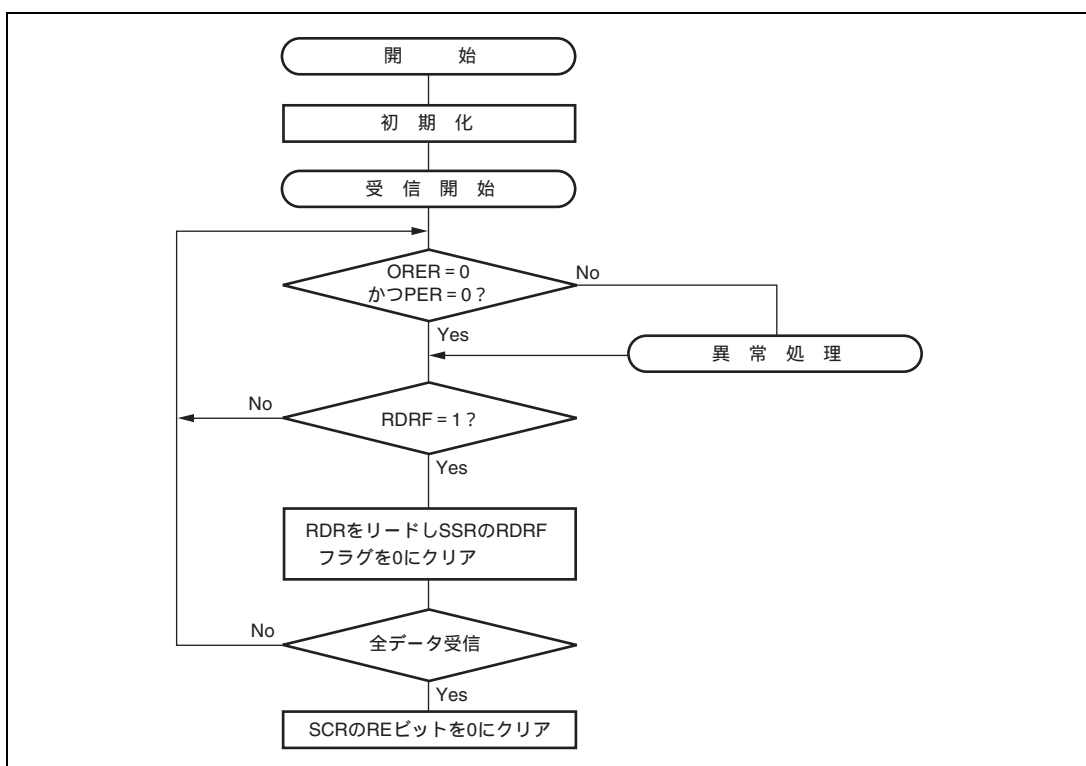 開 始
初 期 化
受 信 開 始
ORER = 0
かつPER = 0?
No
Yes
異 常 処 理
No
RDRF = 1?
Yes
RDRをリードしSSRのRDRF
フラグを0にクリア
No
全データ受信
Yes
SCRのREビットを0にクリア